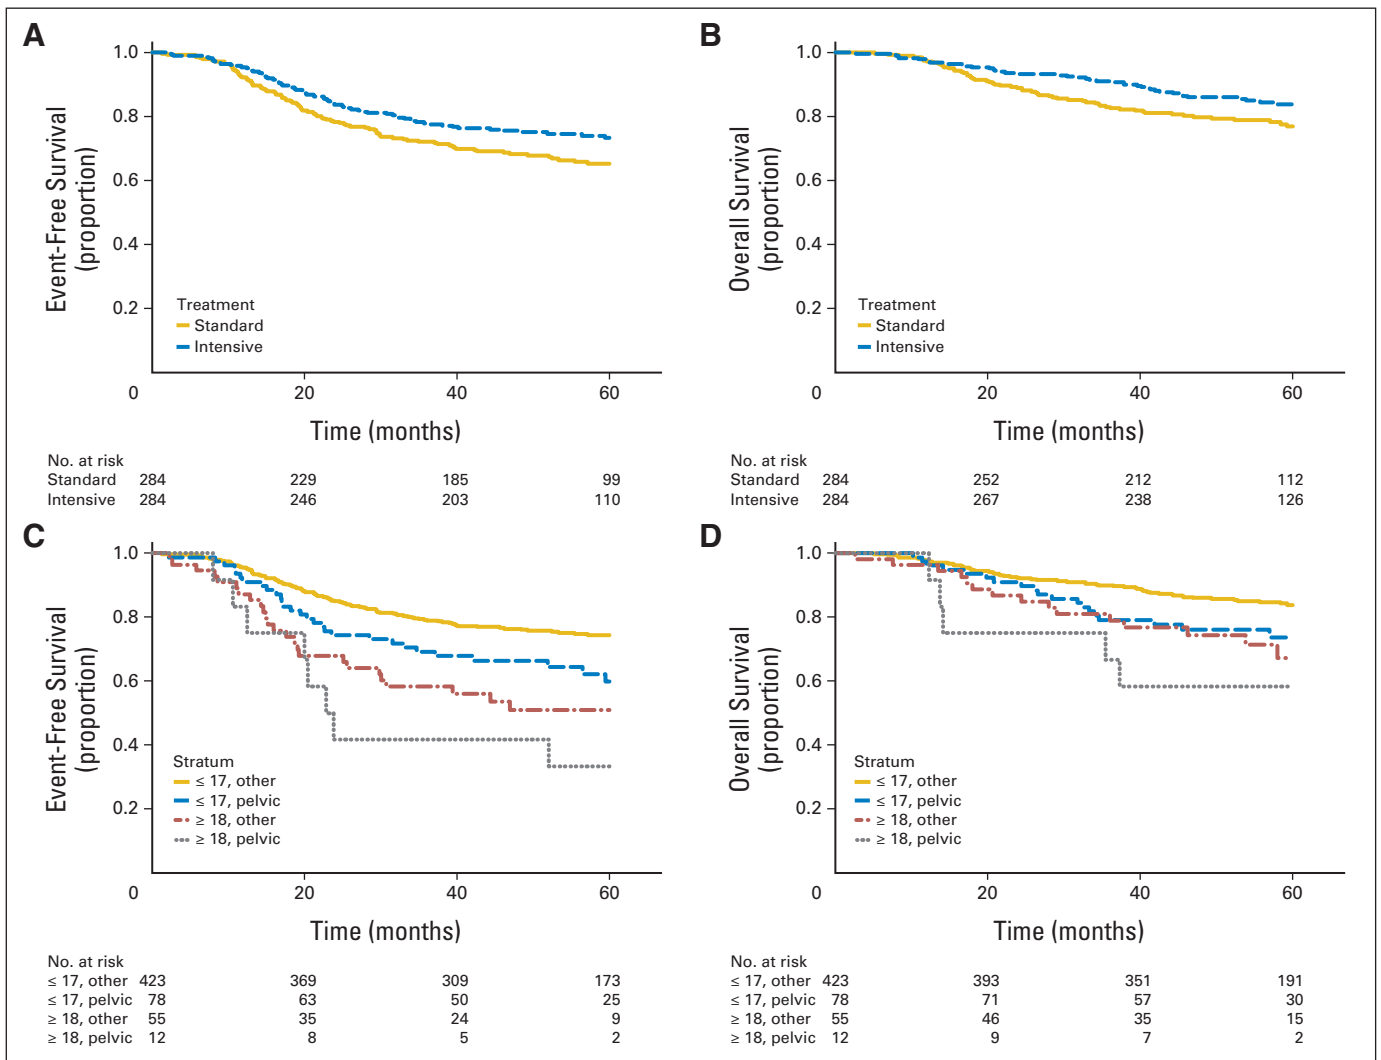 A
1.0
0.8
0.6
0.4
0.2
Event-Free Survival
(proportion)
Treatment
Standard
Intensive
0 20 40 60
Time (months)
No. at risk
Standard 284 229 185 99
Intensive 284 246 203 110
B
1.0
0.8
0.6
0.4
0.2
Overall Survival
(proportion)
Treatment
Standard
Intensive
0 20 40 60
Time (months)
No. at risk
Standard 284 252 212 112
Intensive 284 267 238 126
C
1.0
0.8
0.6
0.4
0.2
Event-Free Survival
(proportion)
Stratum
≤ 17, other
≤ 17, pelvic
≥ 18, other
≥ 18, pelvic
0 20 40 60
Time (months)
No. at risk
≤ 17, other 423 369 309 173
≤ 17, pelvic 78 63 50 25
≥ 18, other 55 35 24 9
≥ 18, pelvic 12 8 5 2
D
1.0
0.8
0.6
0.4
0.2
Overall Survival
(proportion)
Stratum
≤ 17, other
≤ 17, pelvic
≥ 18, other
≥ 18, pelvic
0 20 40 60
Time (months)
No. at risk
≤ 17, other 423 393 351 191
≤ 17, pelvic 78 71 57 30
≥ 18, other 55 46 35 15
≥ 18, pelvic 12 9 7 2